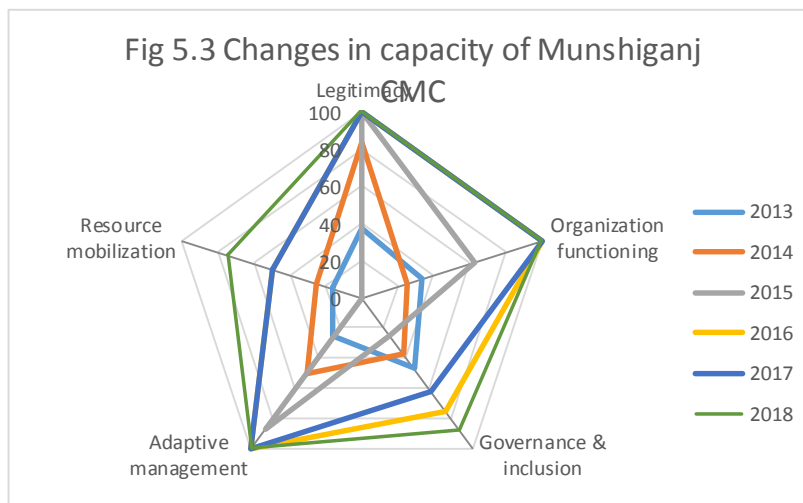 Fig 5.3 Changes in capacity of Munshiganj
CMC
Legitimacy
100
80
60
40
20
0
Organization
functioning
Governance &
inclusion
Adaptive
management
Resource
mobilization
2013
2014
2015
2016
2017
2018